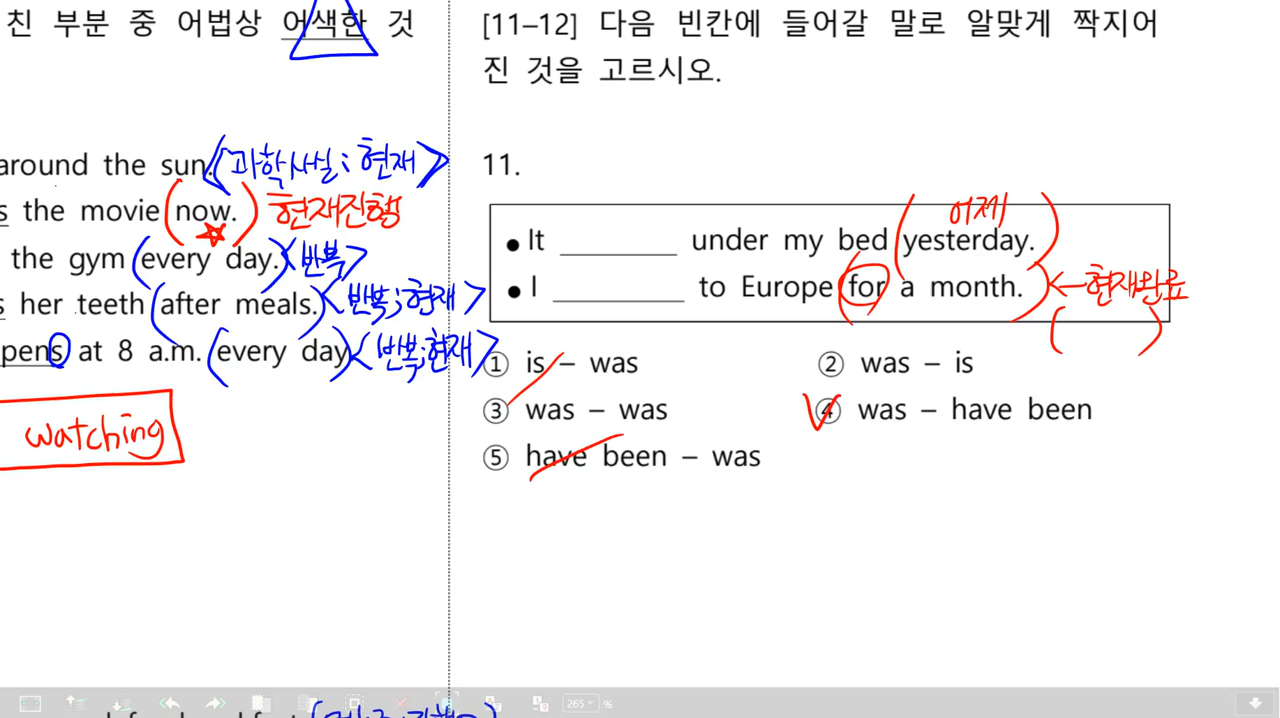 친 부분 중 어법상 어색한 것
around the sun. <과학사실; 현재>
s the movie (now.) 현재진행
the gym (every day.) <반복>
s her teeth (after meals.) <반복; 현재>
pens at 8 a.m. (every day) <반복; 현재>
watching
[11–12] 다음 빈칸에 들어갈 말로 알맞게 짝지어
진 것을 고르시오.
11.
어제
● It ________ under my bed (yesterday.)
● I ________ to Europe (for a month.) ← 현재완료
( )
① is – was
② was – is
③ was – was
④ was – have been
⑤ have been – was
265 %